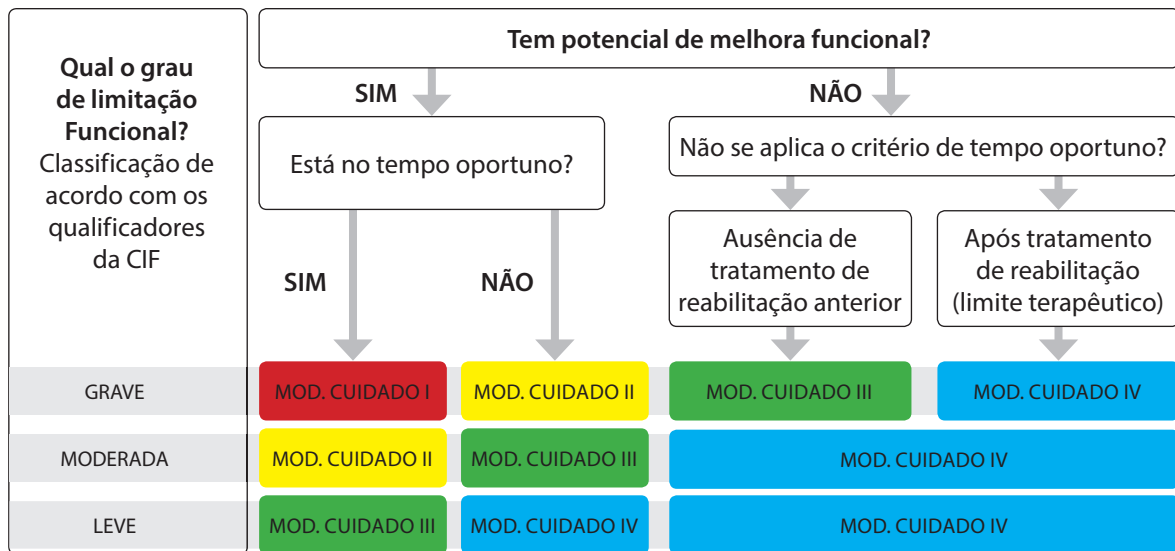 Qual o grau
de limitação
Funcional?
Classificação de
acordo com os
qualificadores
da CIF
Tem potencial de melhora funcional?
SIM
NÃO
Está no tempo oportuno?
Não se aplica o critério de tempo oportuno?
SIM
NÃO
Ausência de
tratamento de
reabilitação anterior
Após tratamento
de reabilitação
(limite terapêutico)
GRAVE
MOD. CUIDADO I
MOD. CUIDADO II
MOD. CUIDADO III
MOD. CUIDADO IV
MODERADA
MOD. CUIDADO II
MOD. CUIDADO III
MOD. CUIDADO IV
LEVE
MOD. CUIDADO III
MOD. CUIDADO IV
MOD. CUIDADO IV